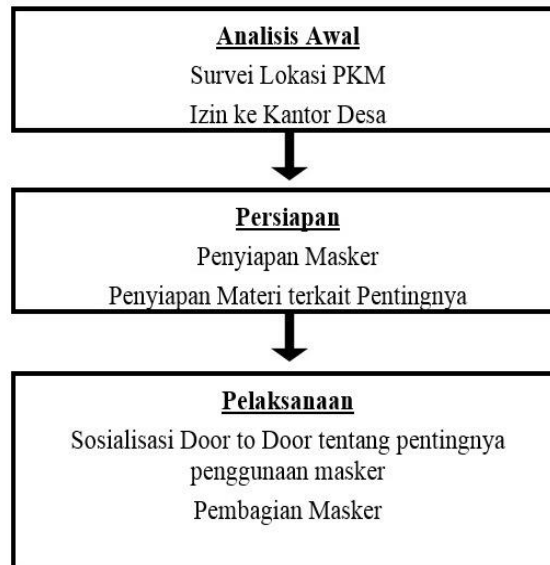 Analisis Awal
Survei Lokasi PKM
Izin ke Kantor Desa
Persiapan
Penyiapan Masker
Penyiapan Materi terkait Pentingnya
Pelaksanaan
Sosialisasi Door to Door tentang pentingnya
penggunaan masker
Pembagian Masker